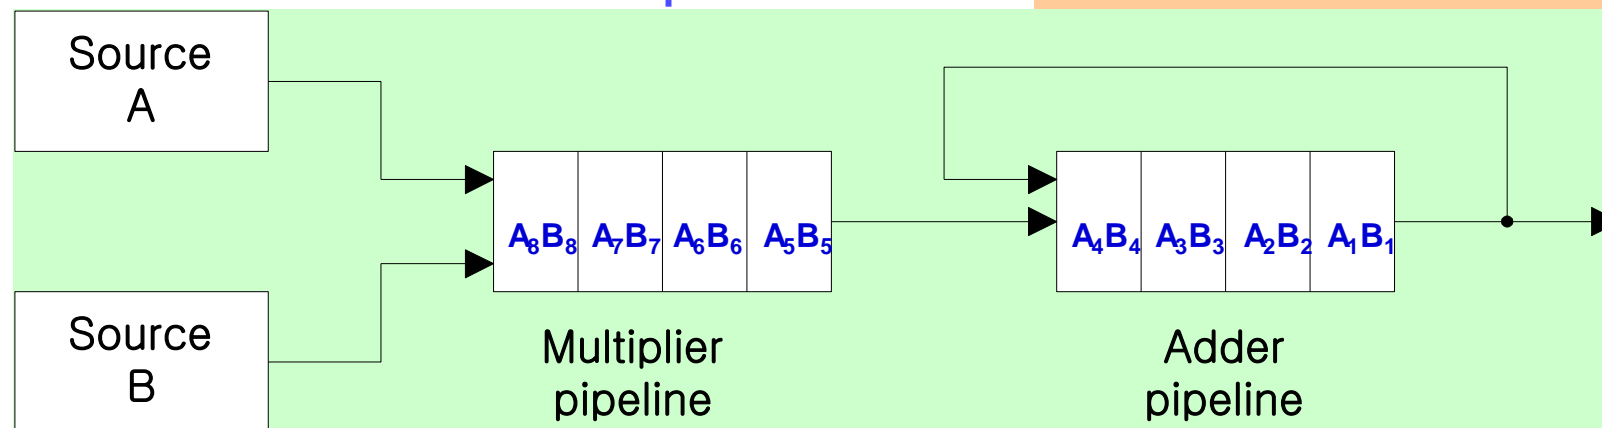 Source
A
A₈B₈ A₇B₇ A₆B₆ A₅B₅
A₄B₄ A₃B₃ A₂B₂ A₁B₁
Source
B
Multiplier
pipeline
Adder
pipeline